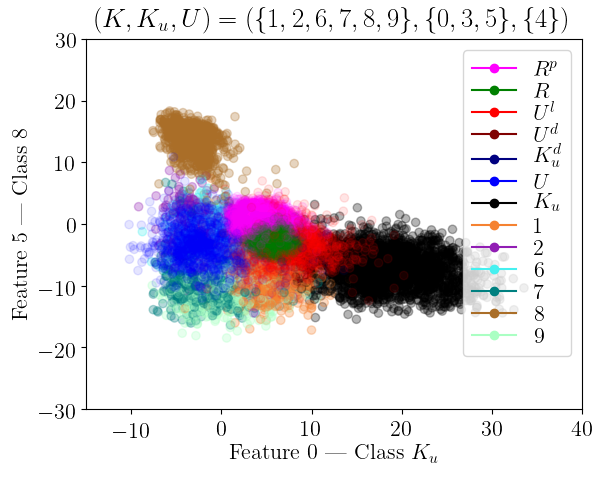 (K, K_u, U) = ({1, 2, 6, 7, 8, 9}, {0, 3, 5}, {4})
30
20
10
0
−10
−20
−30
Feature 5 — Class 8
−10
0
10
20
30
40
Feature 0 — Class K_u
R^p
R
U^l
U^d
K_u^d
U
K_u
1
2
6
7
8
9